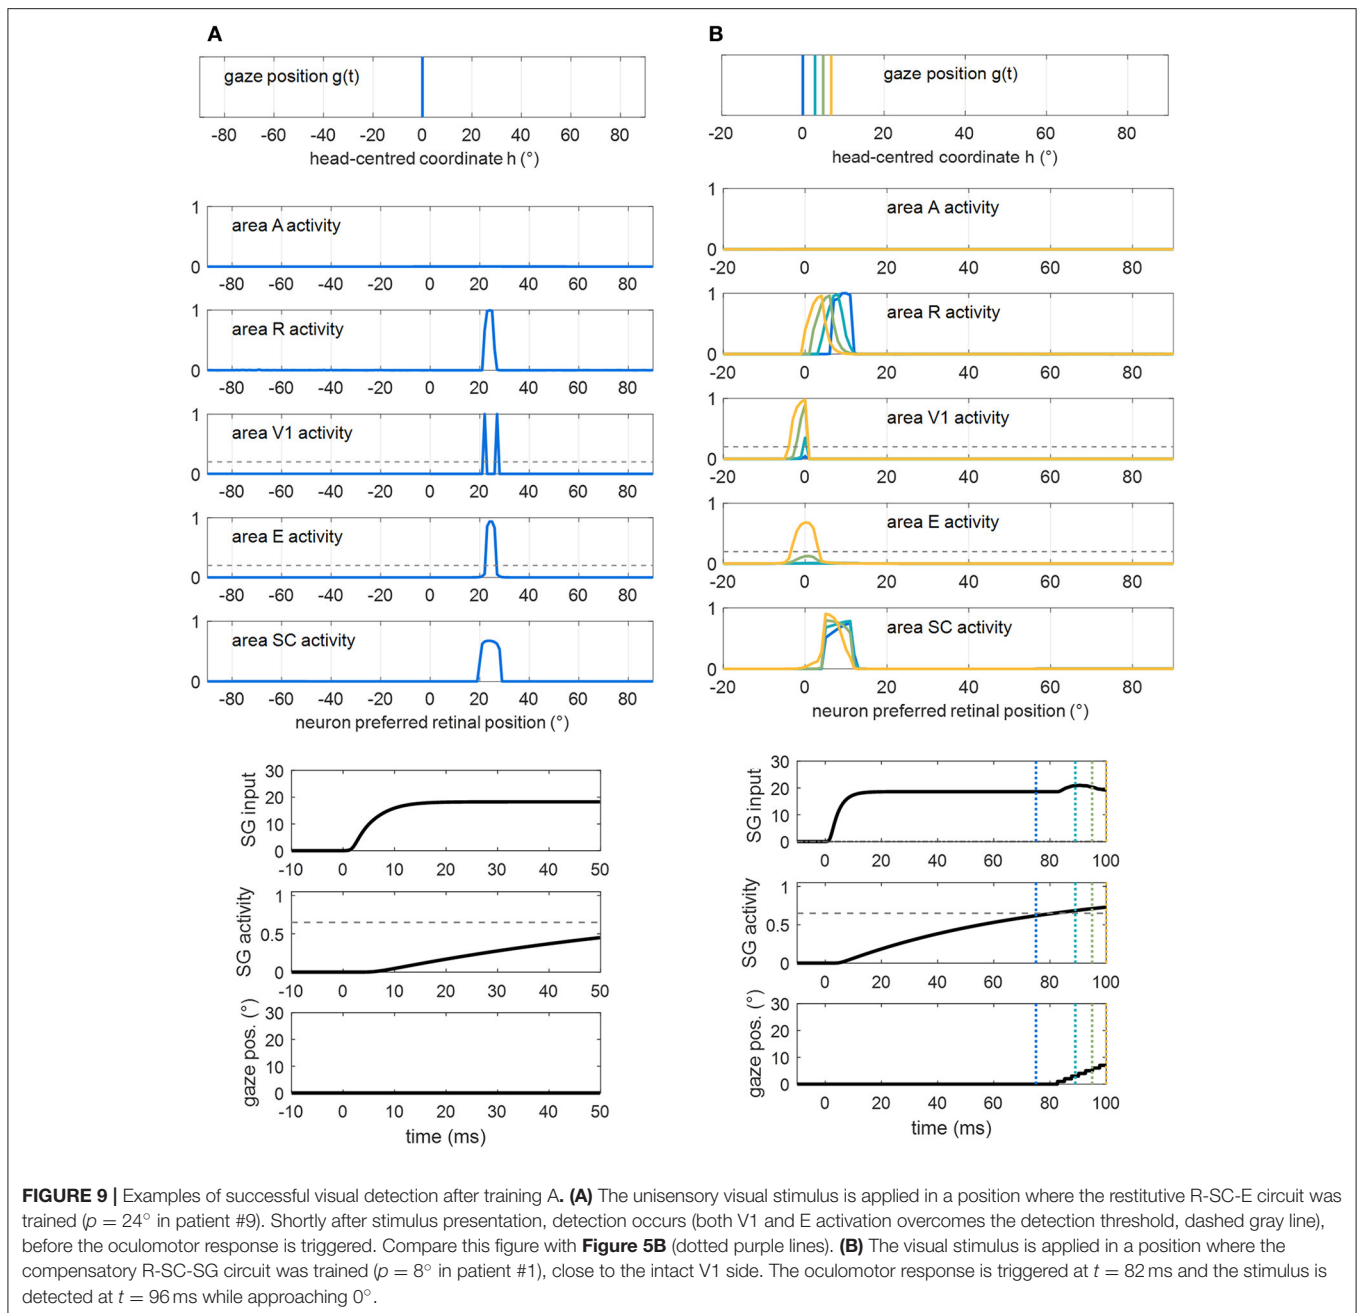 A
B
gaze position g(t)
gaze position g(t)
-80 -60 -40 -20 0 20 40 60 80
-20 0 20 40 60 80
head-centred coordinate h (°)
head-centred coordinate h (°)
1
area A activity
0
-80 -60 -40 -20 0 20 40 60 80
1
area A activity
0
-20 0 20 40 60 80
1
area R activity
0
-80 -60 -40 -20 0 20 40 60 80
1
area R activity
0
-20 0 20 40 60 80
1
area V1 activity
0
-80 -60 -40 -20 0 20 40 60 80
1
area V1 activity
0
-20 0 20 40 60 80
1
area E activity
0
-80 -60 -40 -20 0 20 40 60 80
1
area E activity
0
-20 0 20 40 60 80
1
area SC activity
0
-80 -60 -40 -20 0 20 40 60 80
neuron preferred retinal position (°)
1
area SC activity
0
-20 0 20 40 60 80
neuron preferred retinal position (°)
SG input
30
20
10
0
-10 0 10 20 30 40 50
SG input
30
20
10
0
0 20 40 60 80 100
SG activity
1
0.5
0
-10 0 10 20 30 40 50
SG activity
1
0.5
0
0 20 40 60 80 100
gaze pos. (°)
30
20
10
0
-10 0 10 20 30 40 50
time (ms)
gaze pos. (°)
30
20
10
0
0 20 40 60 80 100
time (ms)
FIGURE 9 | Examples of successful visual detection after training A. (A) The unisensory visual stimulus is applied in a position where the restitutive R-SC-E circuit was
trained (p = 24° in patient #9). Shortly after stimulus presentation, detection occurs (both V1 and E activation overcomes the detection threshold, dashed gray line),
before the oculomotor response is triggered. Compare this figure with Figure 5B (dotted purple lines). (B) The visual stimulus is applied in a position where the
compensatory R-SC-SG circuit was trained (p = 8° in patient #1), close to the intact V1 side. The oculomotor response is triggered at t = 82 ms and the stimulus is
detected at t = 96 ms while approaching 0°.